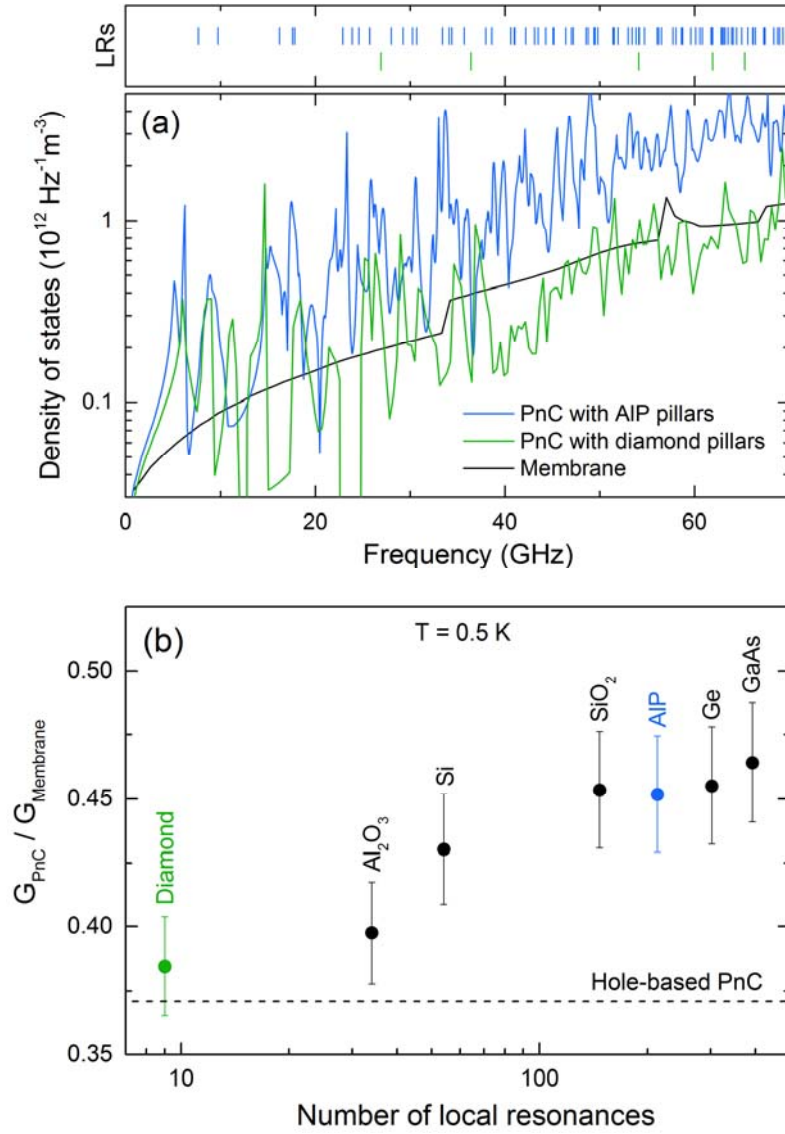 LRs
(a)
Density of states (10¹² Hz⁻¹m⁻³)
1
0.1
PnC with AlP pillars
PnC with diamond pillars
Membrane
0 20 40 60
Frequency (GHz)
(b)
T = 0.5 K
G_PnC / G_Membrane
0.50
0.45
0.40
0.35
Diamond
Al₂O₃
Si
SiO₂
AlP
Ge
GaAs
Hole-based PnC
10 100
Number of local resonances